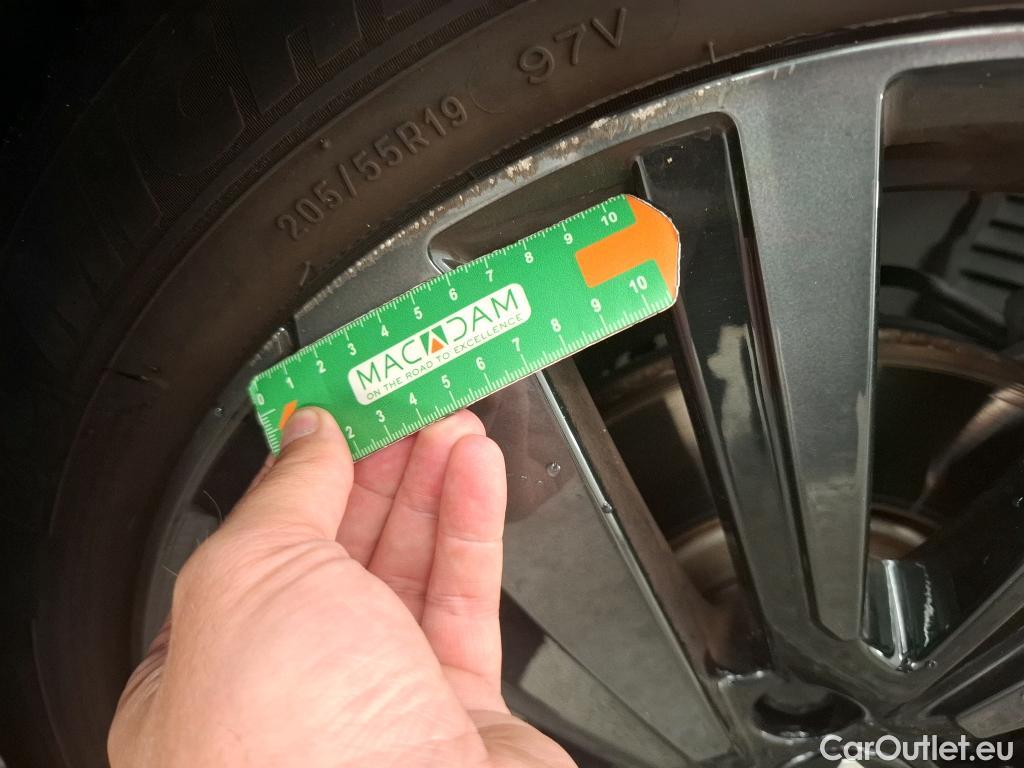 205/55R19 97V
0 1 2 3 4 5 6 7 8 9 10
MACADAM
ON THE ROAD TO EXCELLENCE
2 3 4 5 6 7 8 9 10
CarOutlet.eu